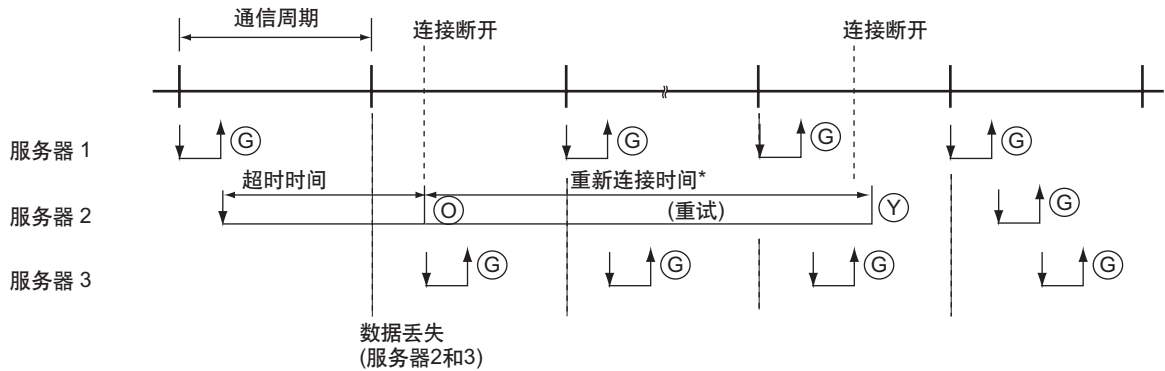 通信周期
连接断开
连接断开
服务器 1
G
G
G
G
超时时间
重新连接时间*
服务器 2
O
(重试)
Y
G
服务器 3
G
G
G
G
数据丢失
(服务器2和3)